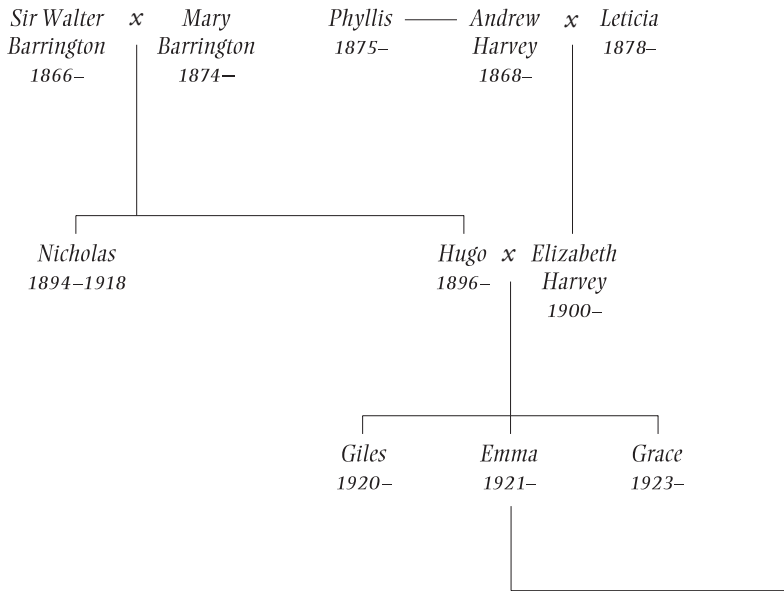 Sir Walter x Mary Phyllis Andrew x Leticia
Barrington Barrington 1875– Harvey 1878–
1866– 1874– 1868–
Nicholas Hugo x Elizabeth
1894–1918 1896– Harvey
1900–
Giles Emma Grace
1920– 1921– 1923–